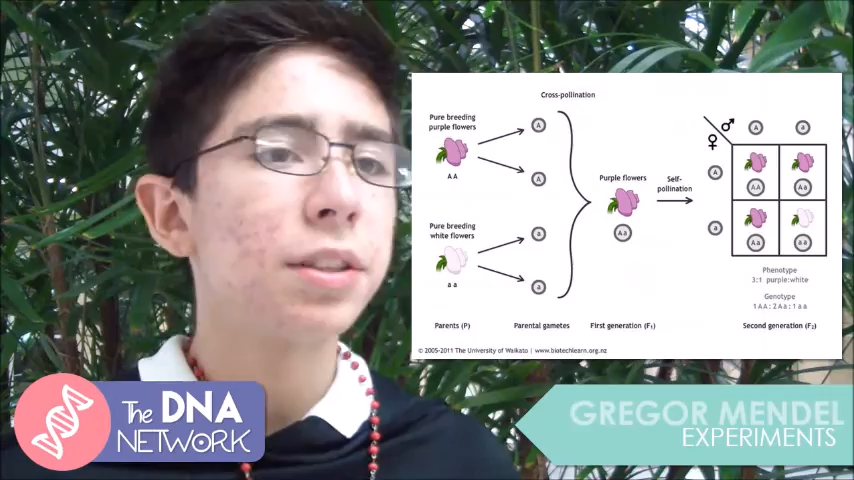 Cross-pollination
Pure breeding
purple flowers
A A
A
A
Pure breeding
white flowers
a a
a
a
Purple flowers
A a
Self-
pollination
♀ ♂
A a
A
a
AA Aa
Aa aa
Phenotype
3:1 purple:white
Genotype
1AA:2Aa:1aa
Parents (P)
Parental gametes
First generation (F₁)
Second generation (F₂)
© 2005-2011 The University of Waikato | www.biotechlearn.org.nz
The DNA
NETWORK
GREGOR MENDEL
EXPERIMENTS